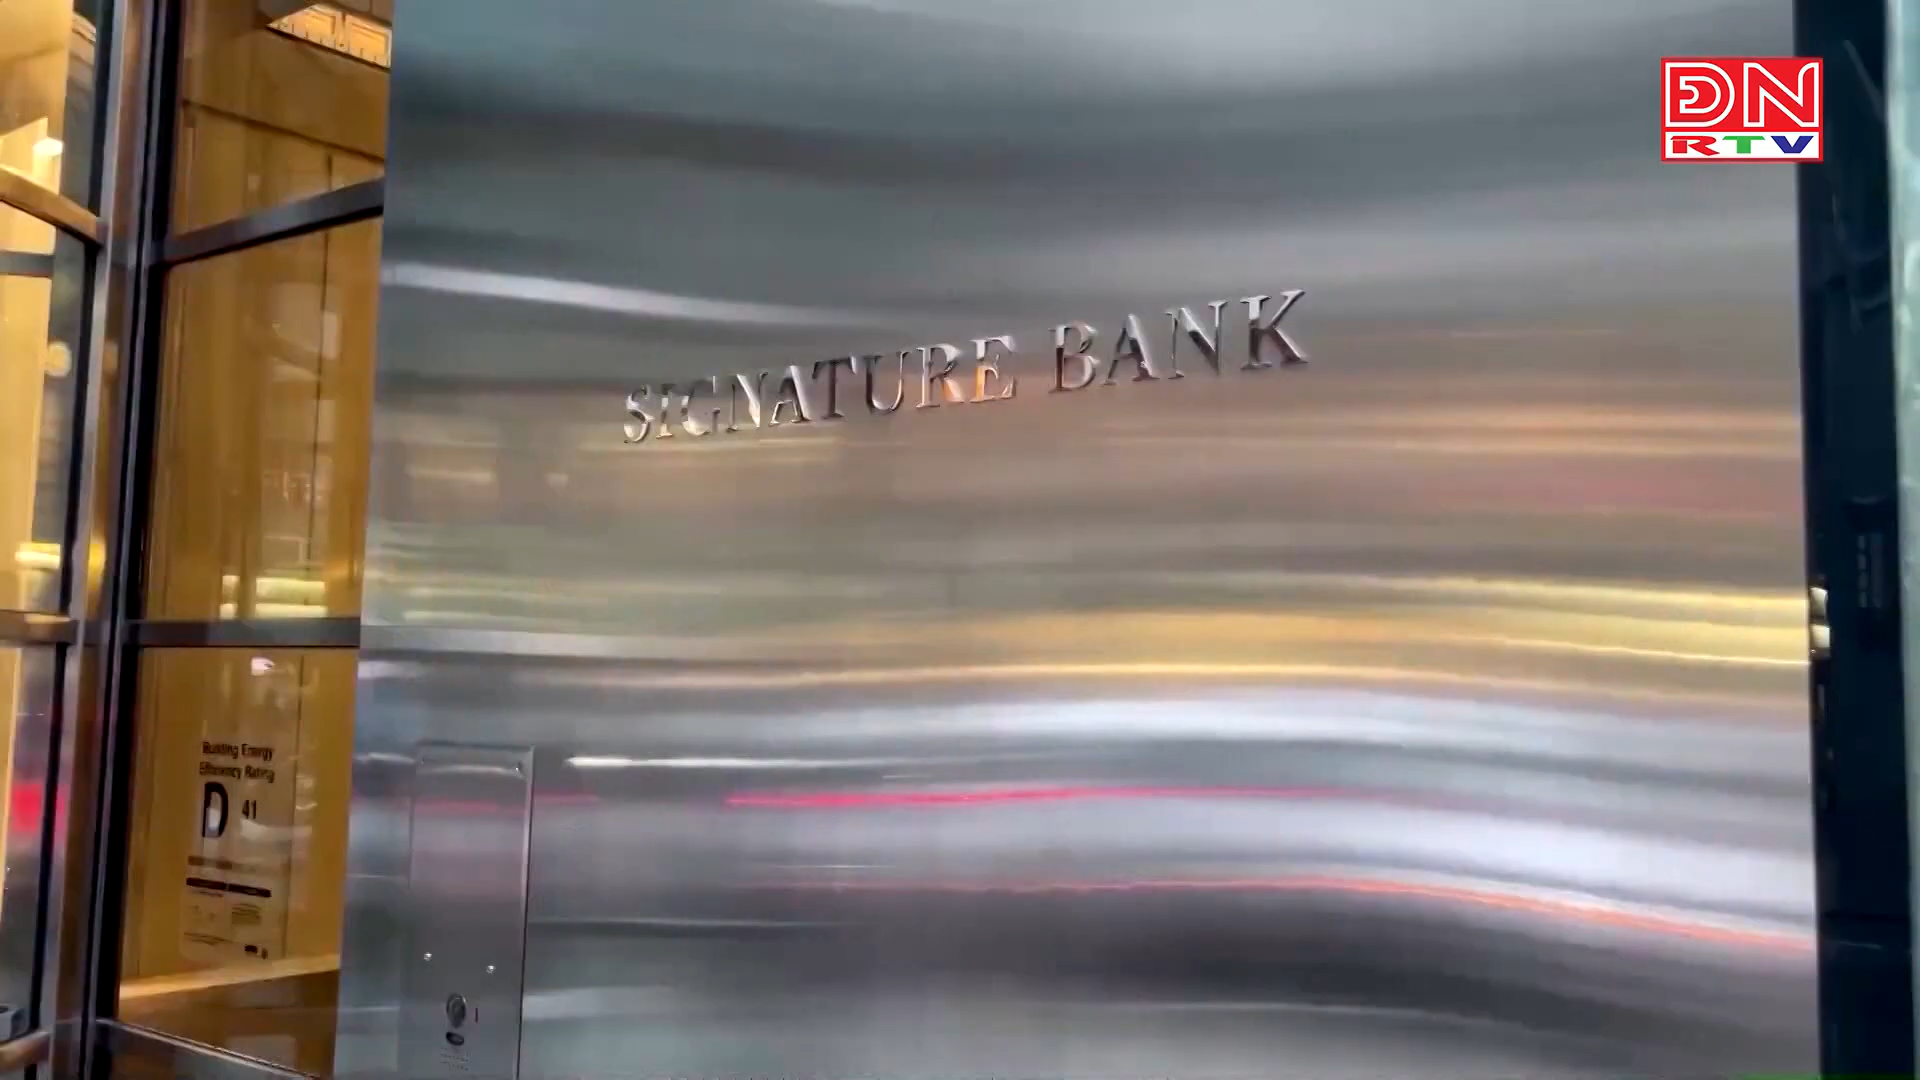 ĐN
RTV
SIGNATURE BANK
Building Energy
Efficiency Rating
D 41